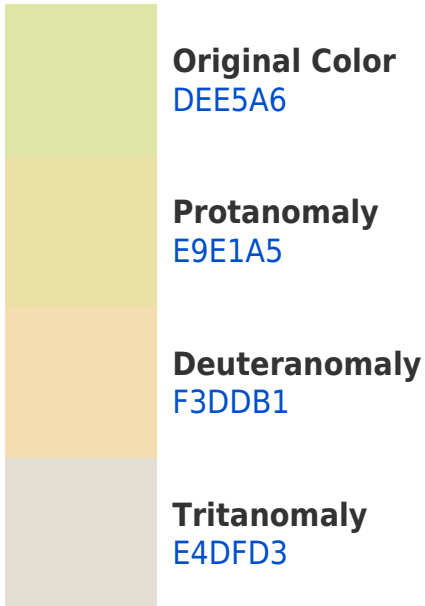 Original Color
DEE5A6
Protanomaly
E9E1A5
Deuteranomaly
F3DDB1
Tritanomaly
E4DFD3